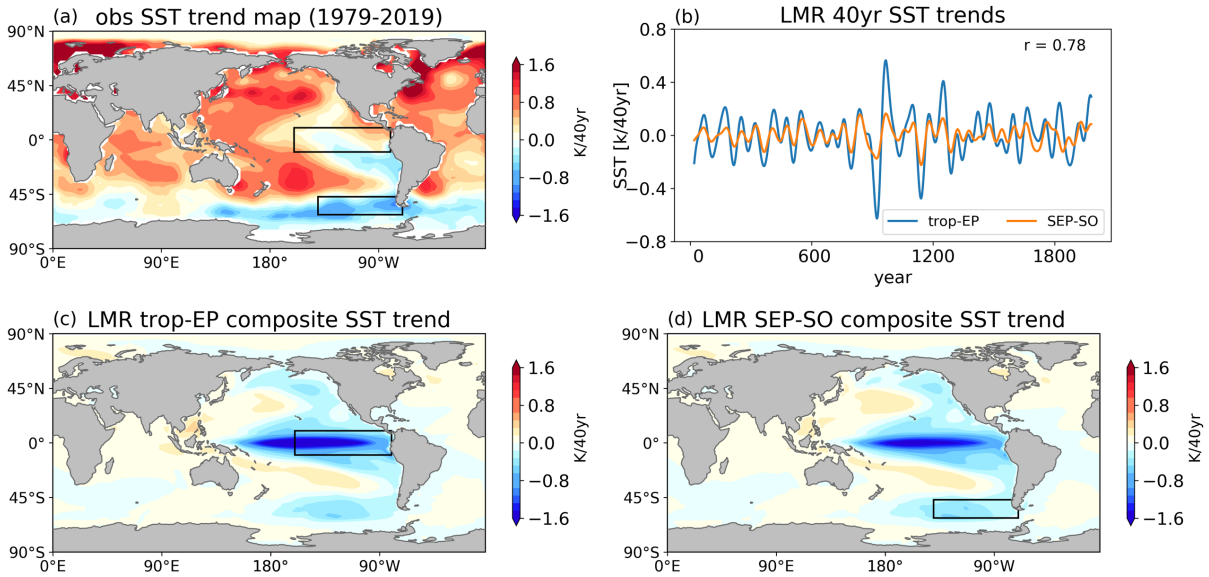 (a) obs SST trend map (1979-2019)
90°N
45°N
0°
45°S
90°S
0°E 90°E 180° 90°W
1.6
0.8
0.0
−0.8
−1.6
K/40yr
(b) LMR 40yr SST trends
r = 0.78
0.8
0.4
0.0
−0.4
−0.8
SST [k/40yr]
trop-EP SEP-SO
0 600 1200 1800
year
(c) LMR trop-EP composite SST trend
90°N
45°N
0°
45°S
90°S
0°E 90°E 180° 90°W
1.6
0.8
0.0
−0.8
−1.6
K/40yr
(d) LMR SEP-SO composite SST trend
90°N
45°N
0°
45°S
90°S
0°E 90°E 180° 90°W
1.6
0.8
0.0
−0.8
−1.6
K/40yr